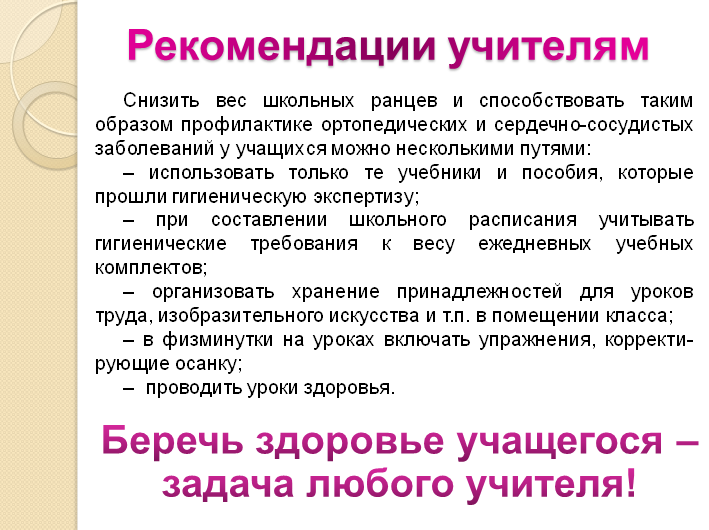 Рекомендации учителям
Снизить вес школьных ранцев и способствовать таким
образом профилактике ортопедических и сердечно-сосудистых
заболеваний у учащихся можно несколькими путями:
– использовать только те учебники и пособия, которые
прошли гигиеническую экспертизу;
– при составлении школьного расписания учитывать
гигиенические требования к весу ежедневных учебных
комплектов;
– организовать хранение принадлежностей для уроков
труда, изобразительного искусства и т.п. в помещении класса;
– в физминутки на уроках включать упражнения, корректи-
рующие осанку;
– проводить уроки здоровья.
Беречь здоровье учащегося –
задача любого учителя!